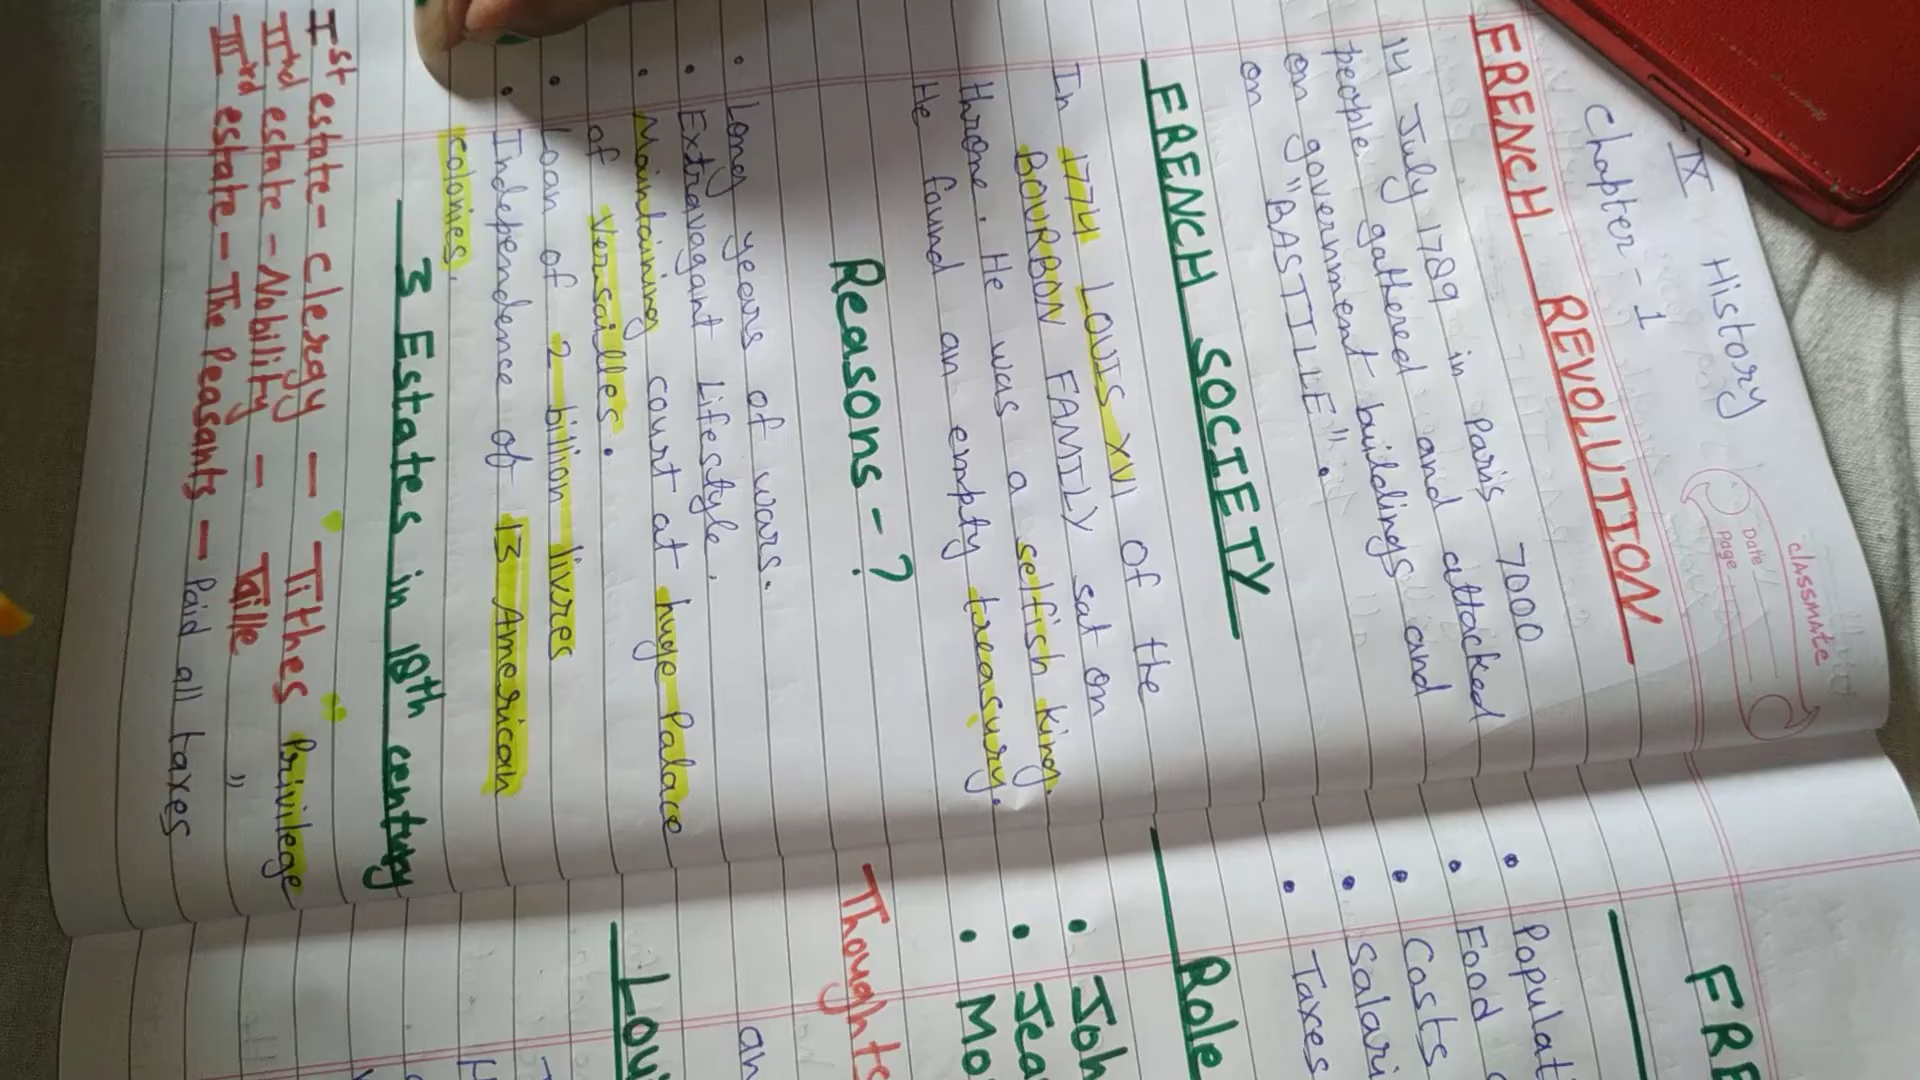 IX History
Chapter - 1
classmate
Date
Page
FRENCH REVOLUTION
14 July 1789 in Paris 7000
people gathered and attacked
on government buildings and
on "BASTILLE".
FRENCH SOCIETY
In 1774 LOUIS XVI Of the
BOURBON FAMILY sat on
throne. He was a selfish king.
He found an empty treasury.
Reasons - ?
• Long years of wars.
• Extravagant Lifestyle.
• Maintaining court at huge Palace
of Versailles.
• Loan of 2 billion livres
• Independence of 13 American
colonies.
3 Estates in 18th century
Ist estate - Clergy — Tithes Privilege
IInd estate - Nobility — Taille "
IIIrd estate - The Peasants — Paid all taxes
FRE
• Populat
• Food
• Costs
• Salari
• Taxes
Role
• Joh
• Jea
• Mo
Thoughts
an
Loui